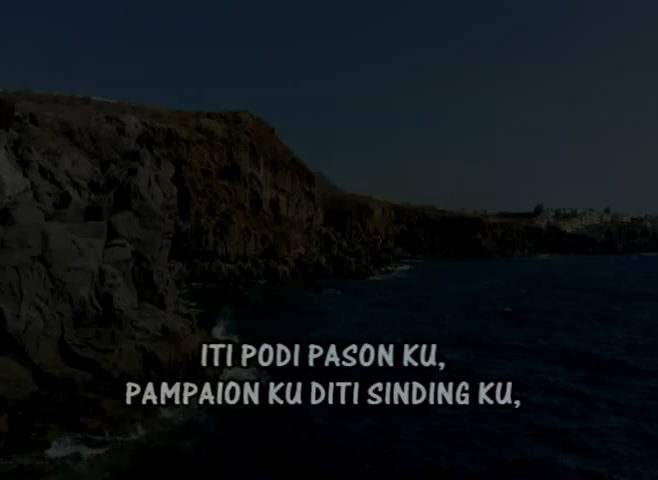 ITI PODI PASON KU,
PAMPAION KU DITI SINDING KU,